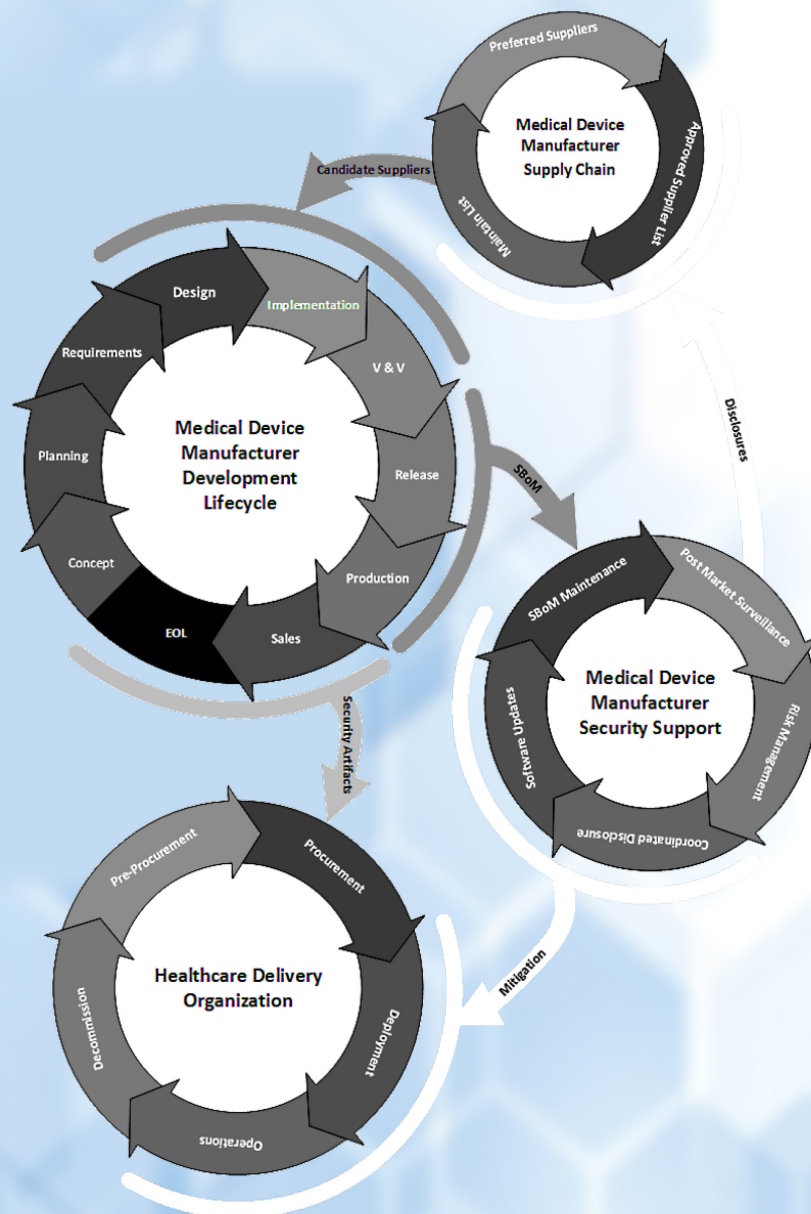 Preferred Suppliers
Medical Device
Manufacturer
Supply Chain
Approved Supplier List
Maintain List
Candidate Suppliers
Design
Implementation
Requirements
V & V
Medical Device
Manufacturer
Development
Lifecycle
Planning
Release
Concept
Production
EOL
Sales
SBoM
Disclosures
SBoM Maintenance
Post Market Surveillance
Medical Device
Manufacturer
Security Support
Software Updates
Risk Management
Coordinated Disclosure
Security Artifacts
Mitigation
Pre-Procurement
Procurement
Healthcare Delivery
Organization
Decommission
Deployment
Operations